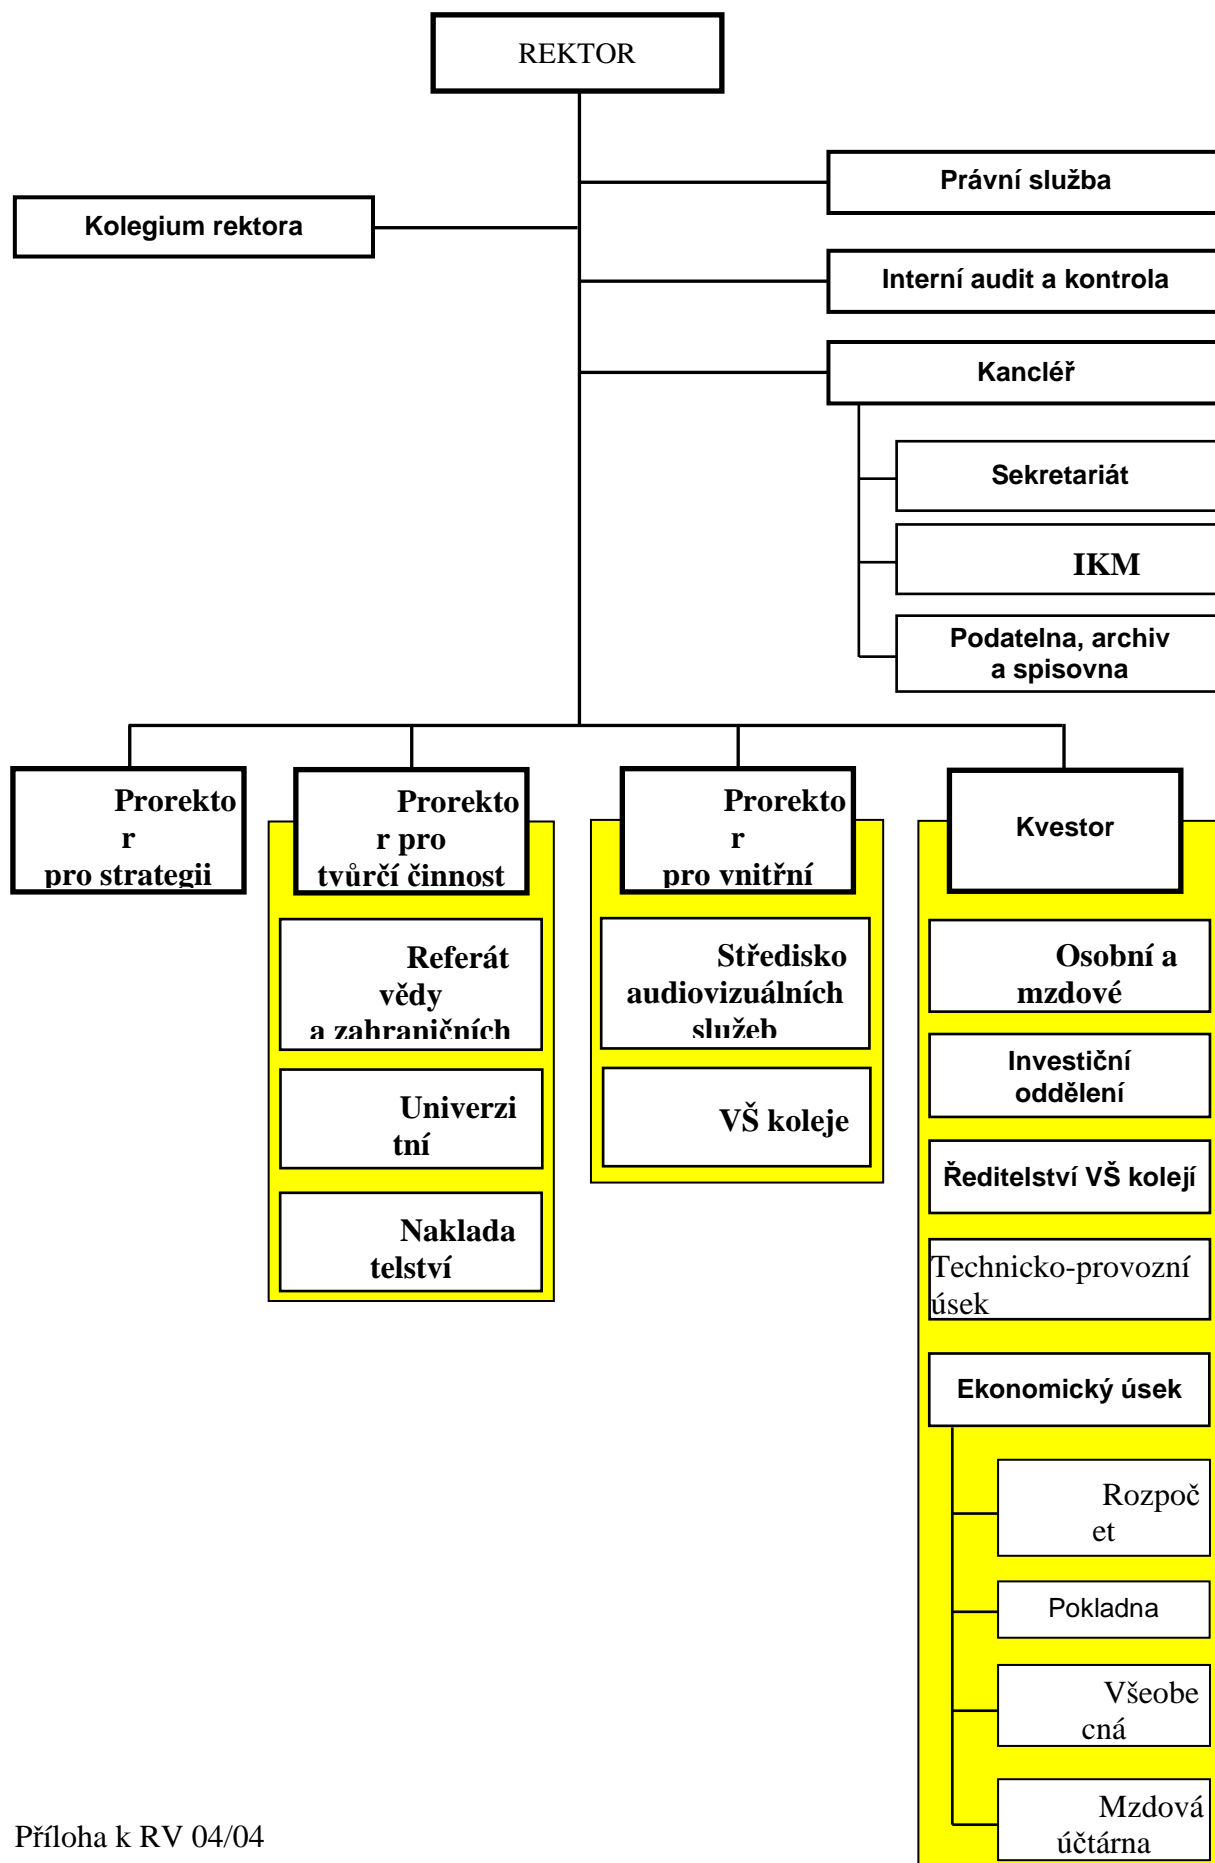 REKTOR
Právní služba
Kolegium rektora
Interní audit a kontrola
Kancléř
Sekretariát
IKM
Podatelna, archiv
a spisovna
Prorekto
r
pro strategii
Prorekto
r pro
tvůrčí činnost
Prorekto
r
pro vnitřní
Kvestor
Referát
vědy
a zahraničních
Univerzi
tní
Naklada
telství
Středisko
audiovizuálních
služeb
VŠ koleje
Osobní a
mzdové
Investiční
oddělení
Ředitelství VŠ kolejí
Technicko-provozní
úsek
Ekonomický úsek
Rozpoč
et
Pokladna
Všeobe
cná
Mzdová
účtárna
Příloha k RV 04/04